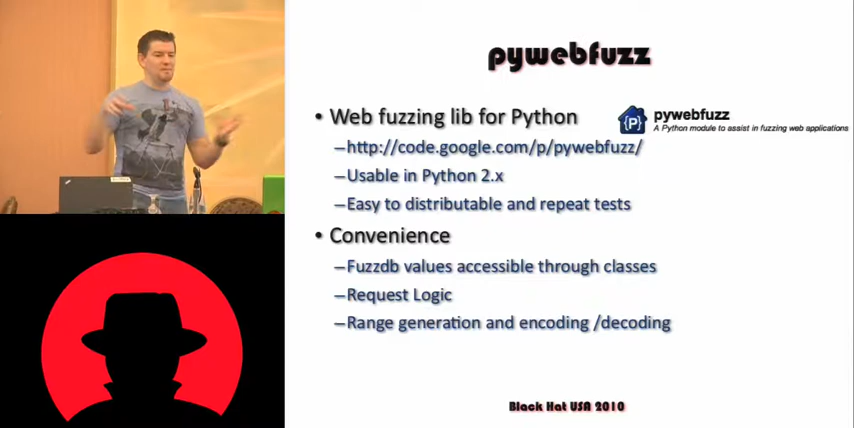 pywebfuzz
• Web fuzzing lib for Python
–http://code.google.com/p/pywebfuzz/
–Usable in Python 2.x
–Easy to distributable and repeat tests
• Convenience
–Fuzzdb values accessible through classes
–Request Logic
–Range generation and encoding /decoding
{P}
pywebfuzz
A Python module to assist in fuzzing web applications
Black Hat USA 2010